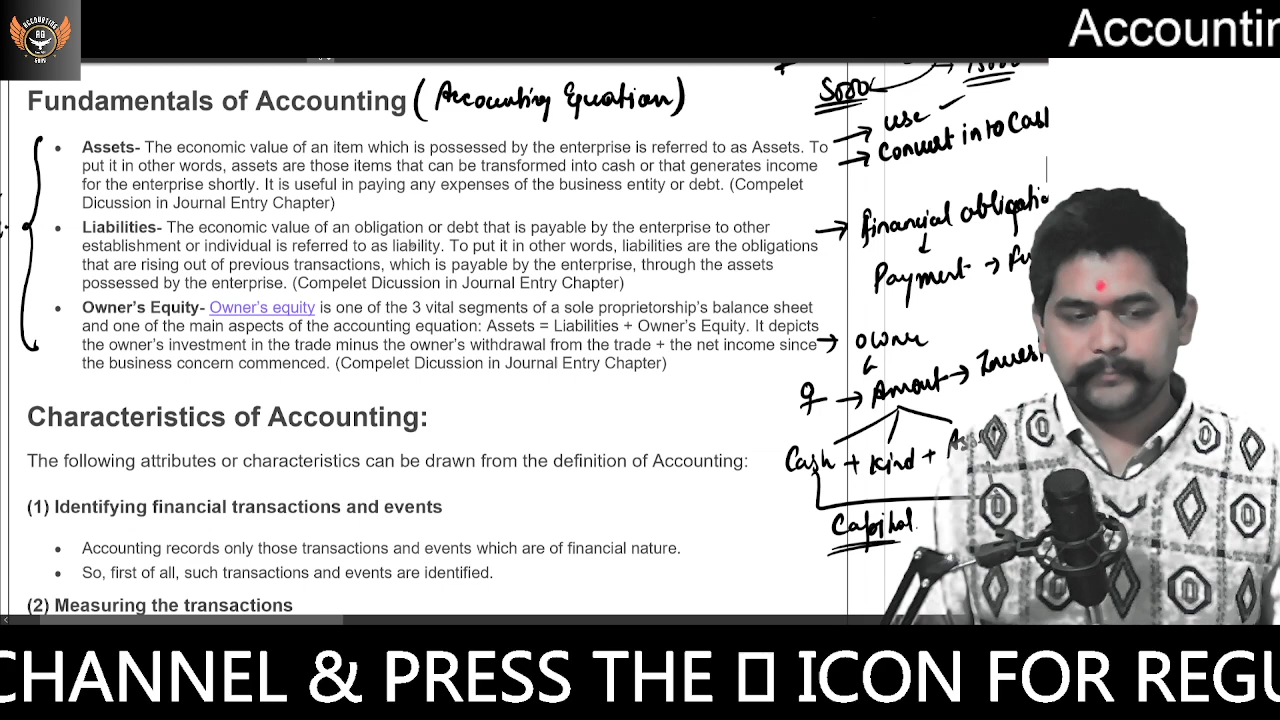 ACCOUNTING
AG
Accountin
Fundamentals of Accounting (Accounting Equation)
Assets- The economic value of an item which is possessed by the enterprise is referred to as Assets. To
put it in other words, assets are those items that can be transformed into cash or that generates income
for the enterprise shortly. It is useful in paying any expenses of the business entity or debt. (Compelet
Dicussion in Journal Entry Chapter)
Liabilities- The economic value of an obligation or debt that is payable by the enterprise to other
establishment or individual is referred to as liability. To put it in other words, liabilities are the obligations
that are rising out of previous transactions, which is payable by the enterprise, through the assets
possessed by the enterprise. (Compelet Dicussion in Journal Entry Chapter)
Owner's Equity- Owner's equity is one of the 3 vital segments of a sole proprietorship's balance sheet
and one of the main aspects of the accounting equation: Assets = Liabilities + Owner's Equity. It depicts
the owner's investment in the trade minus the owner's withdrawal from the trade + the net income since
the business concern commenced. (Compelet Dicussion in Journal Entry Chapter)
use
Convert into Cash
Financial obligatio
Payment → Fu
owner
→ Amount → Invest
Cash + Kind + Ass
Capital
Characteristics of Accounting:
The following attributes or characteristics can be drawn from the definition of Accounting:
(1) Identifying financial transactions and events
Accounting records only those transactions and events which are of financial nature.
So, first of all, such transactions and events are identified.
(2) Measuring the transactions
CHANNEL & PRESS THE ▯ ICON FOR REGU